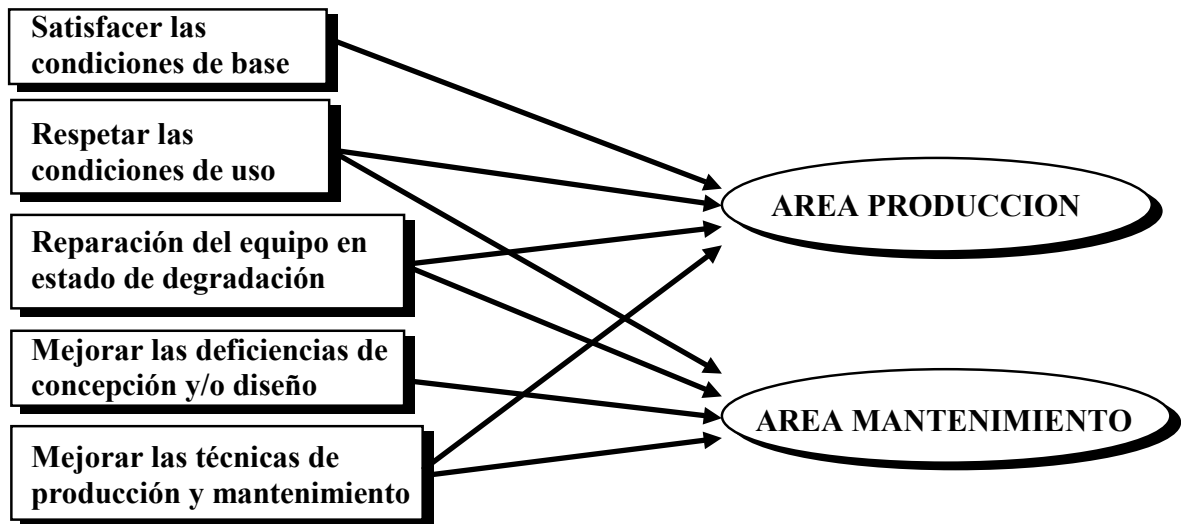 Satisfacer las
condiciones de base
Respetar las
condiciones de uso
Reparación del equipo en
estado de degradación
Mejorar las deficiencias de
concepción y/o diseño
Mejorar las técnicas de
producción y mantenimiento
AREA PRODUCCION
AREA MANTENIMIENTO